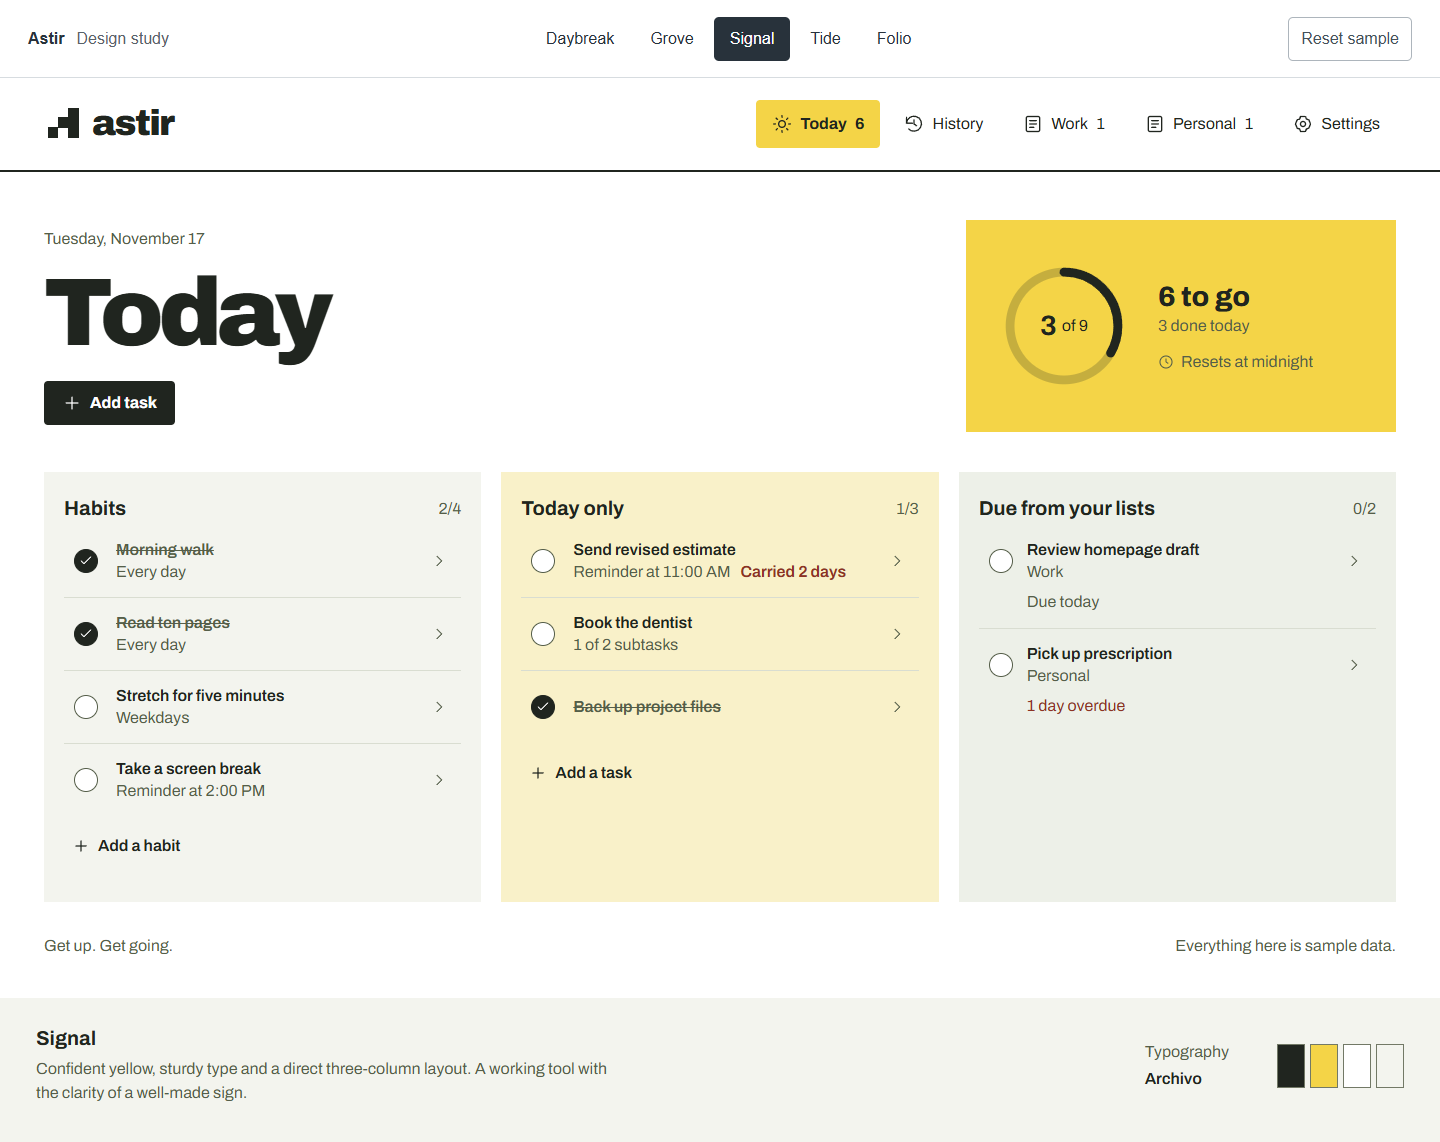 Astir Design study
Daybreak
Grove
Signal
Tide
Folio
Reset sample
astir
Today 6
History
Work 1
Personal 1
Settings
Tuesday, November 17
Today
Add task
3 of 9
6 to go
3 done today
Resets at midnight
Habits 2/4
Morning walk
Every day
Read ten pages
Every day
Stretch for five minutes
Weekdays
Take a screen break
Reminder at 2:00 PM
Add a habit
Today only 1/3
Send revised estimate
Reminder at 11:00 AM Carried 2 days
Book the dentist
1 of 2 subtasks
Back up project files
Add a task
Due from your lists 0/2
Review homepage draft
Work
Due today
Pick up prescription
Personal
1 day overdue
Get up. Get going.
Everything here is sample data.
Signal
Confident yellow, sturdy type and a direct three-column layout. A working tool with
the clarity of a well-made sign.
Typography
Archivo